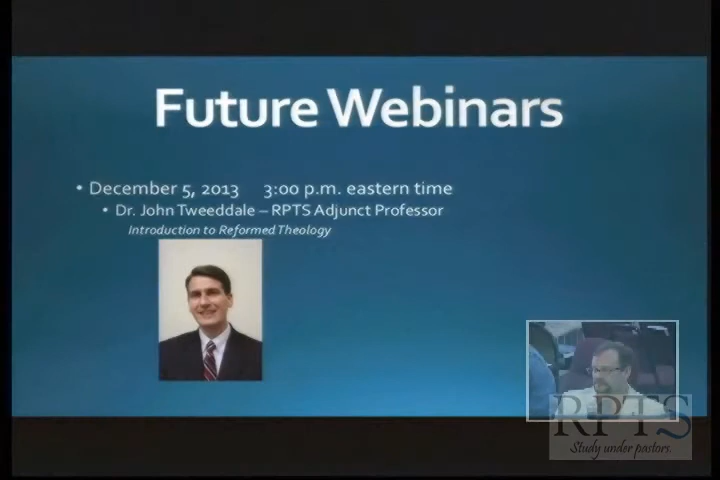 Future Webinars
• December 5, 2013 3:00 p.m. eastern time
• Dr. John Tweeddale – RPTS Adjunct Professor
Introduction to Reformed Theology
RPTS
Study under pastors.